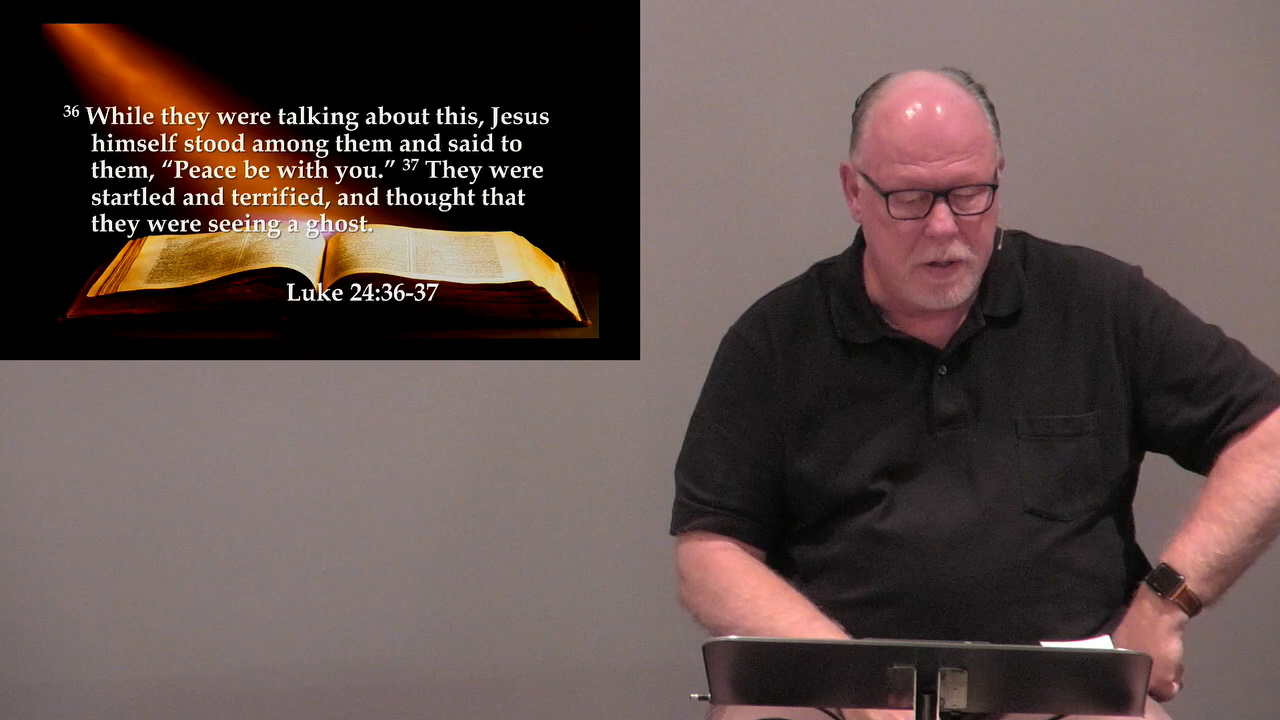 36 While they were talking about this, Jesus
himself stood among them and said to
them, “Peace be with you.” 37 They were
startled and terrified, and thought that
they were seeing a ghost.
Luke 24:36-37